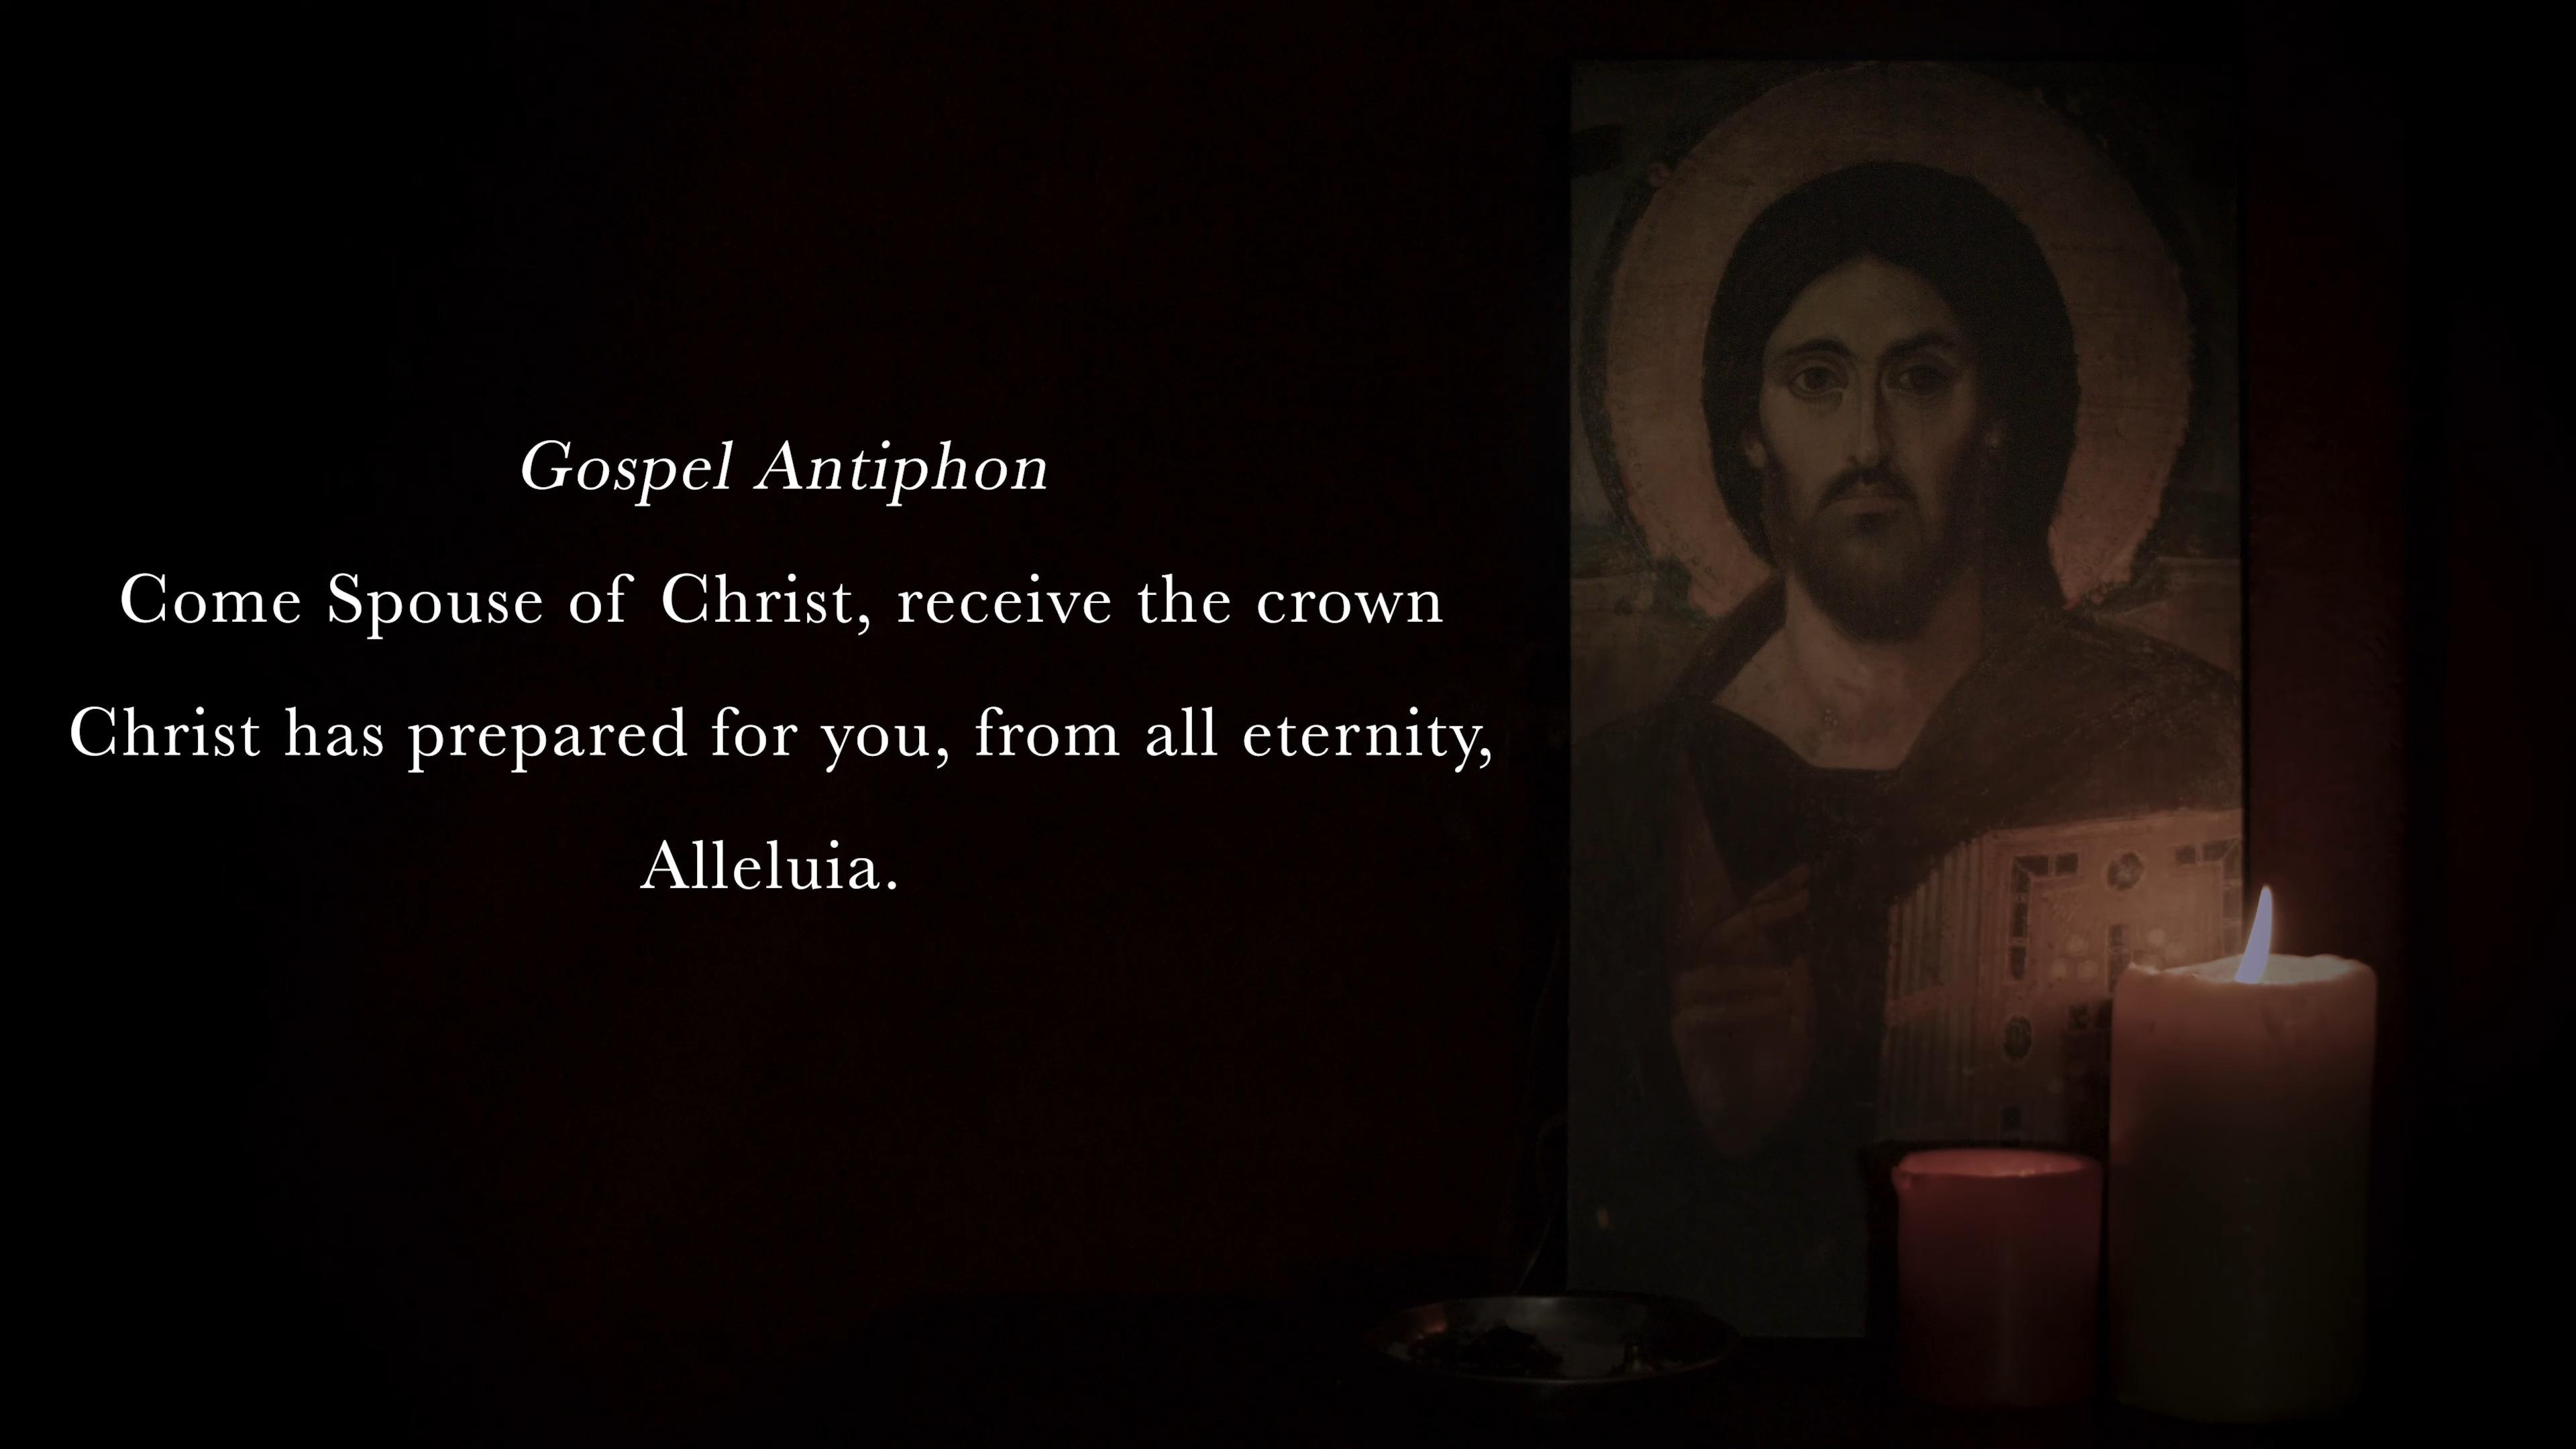 Gospel Antiphon
Come Spouse of Christ, receive the crown
Christ has prepared for you, from all eternity,
Alleluia.